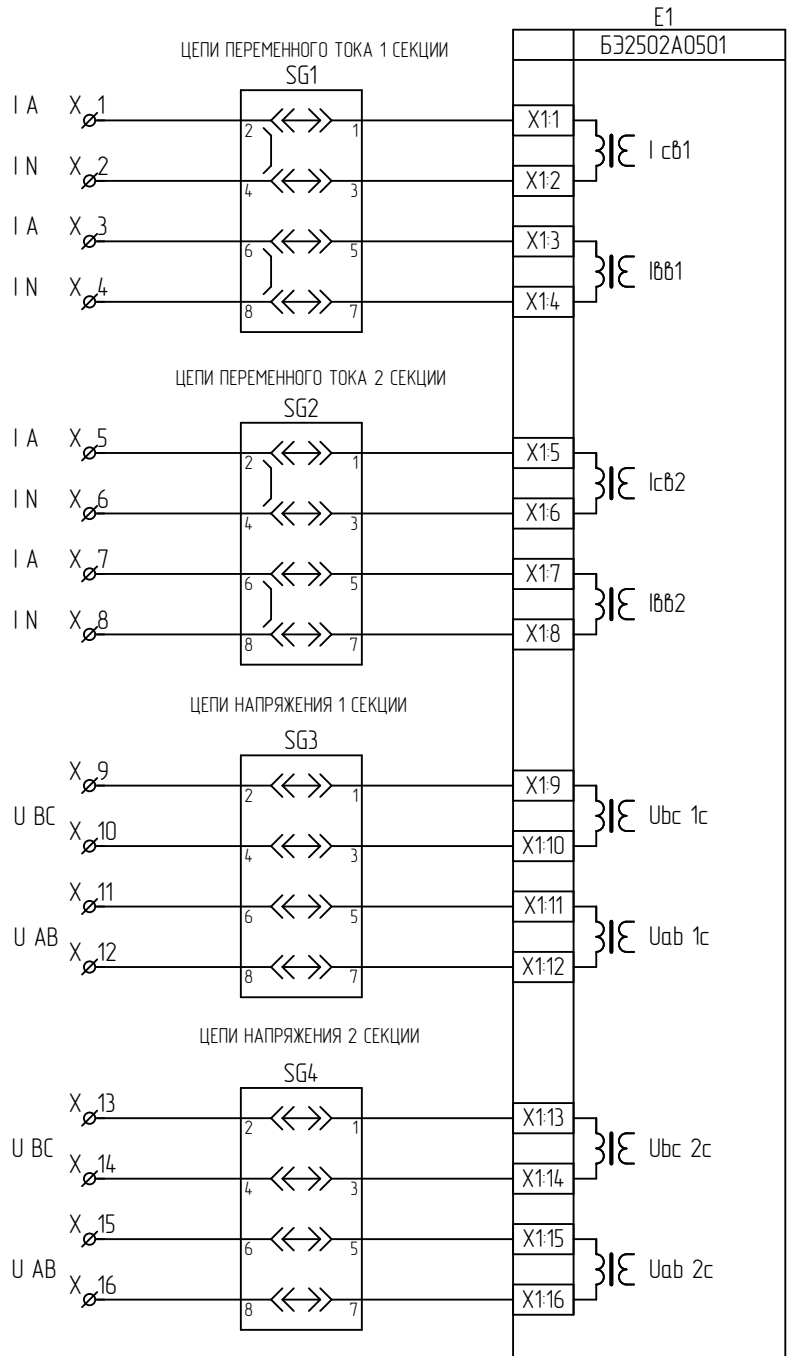 E1
БЭ2502А0501
ЦЕПИ ПЕРЕМЕННОГО ТОКА 1 СЕКЦИИ
SG1
I A X 1 2 1 X1:1
I св1
I N X 2 4 3 X1:2
I A X 3 6 5 X1:3
Iвв1
I N X 4 8 7 X1:4
ЦЕПИ ПЕРЕМЕННОГО ТОКА 2 СЕКЦИИ
SG2
I A X 5 2 1 X1:5
Iсв2
I N X 6 4 3 X1:6
I A X 7 6 5 X1:7
Iвв2
I N X 8 8 7 X1:8
ЦЕПИ НАПРЯЖЕНИЯ 1 СЕКЦИИ
SG3
X 9 2 1 X1:9
U BC Ubc 1c
X 10 4 3 X1:10
X 11 6 5 X1:11
U AB Uab 1c
X 12 8 7 X1:12
ЦЕПИ НАПРЯЖЕНИЯ 2 СЕКЦИИ
SG4
X 13 2 1 X1:13
U BC Ubc 2c
X 14 4 3 X1:14
X 15 6 5 X1:15
U AB Uab 2c
X 16 8 7 X1:16